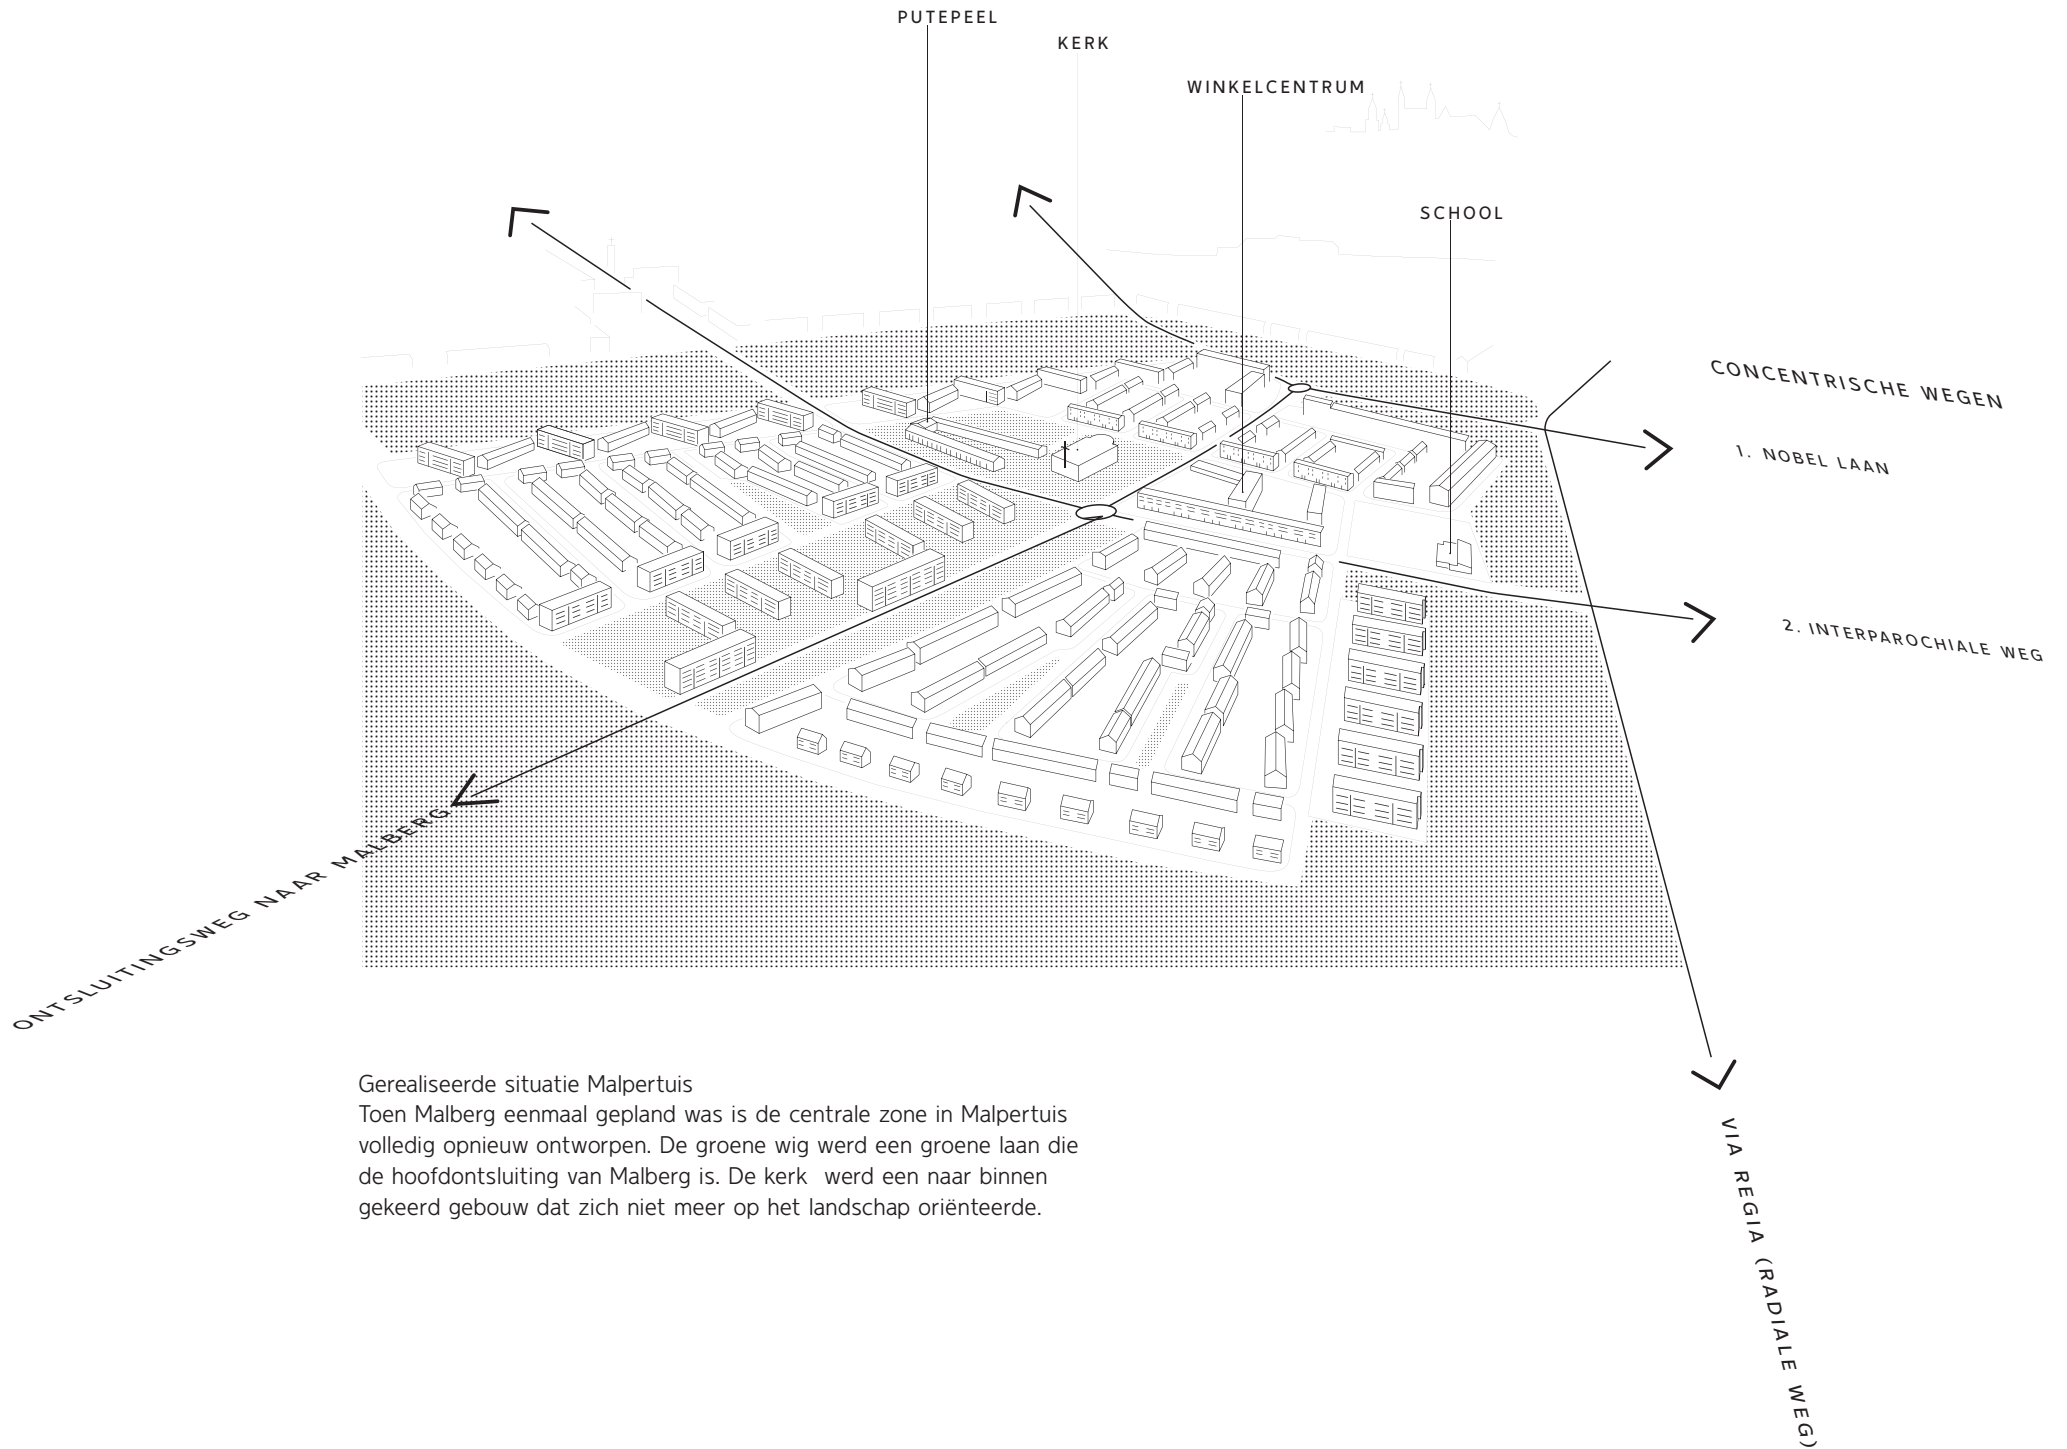 PUTEPEEL
KERK
WINKELCENTRUM
SCHOOL
CONCENTRISCHE WEGEN
1. NOBEL LAAN
2. INTERPAROCHIALE WEG
ONTSLUITINGSWEG NAAR MALBERG
VIA REGIA (RADIALE WEG)
Gerealiseerde situatie Malpertuis
Toen Malberg eenmaal gepland was is de centrale zone in Malpertuis
volledig opnieuw ontworpen. De groene wig werd een groene laan die
de hoofdontsluiting van Malberg is. De kerk  werd een naar binnen
gekeerd gebouw dat zich niet meer op het landschap oriënteerde.